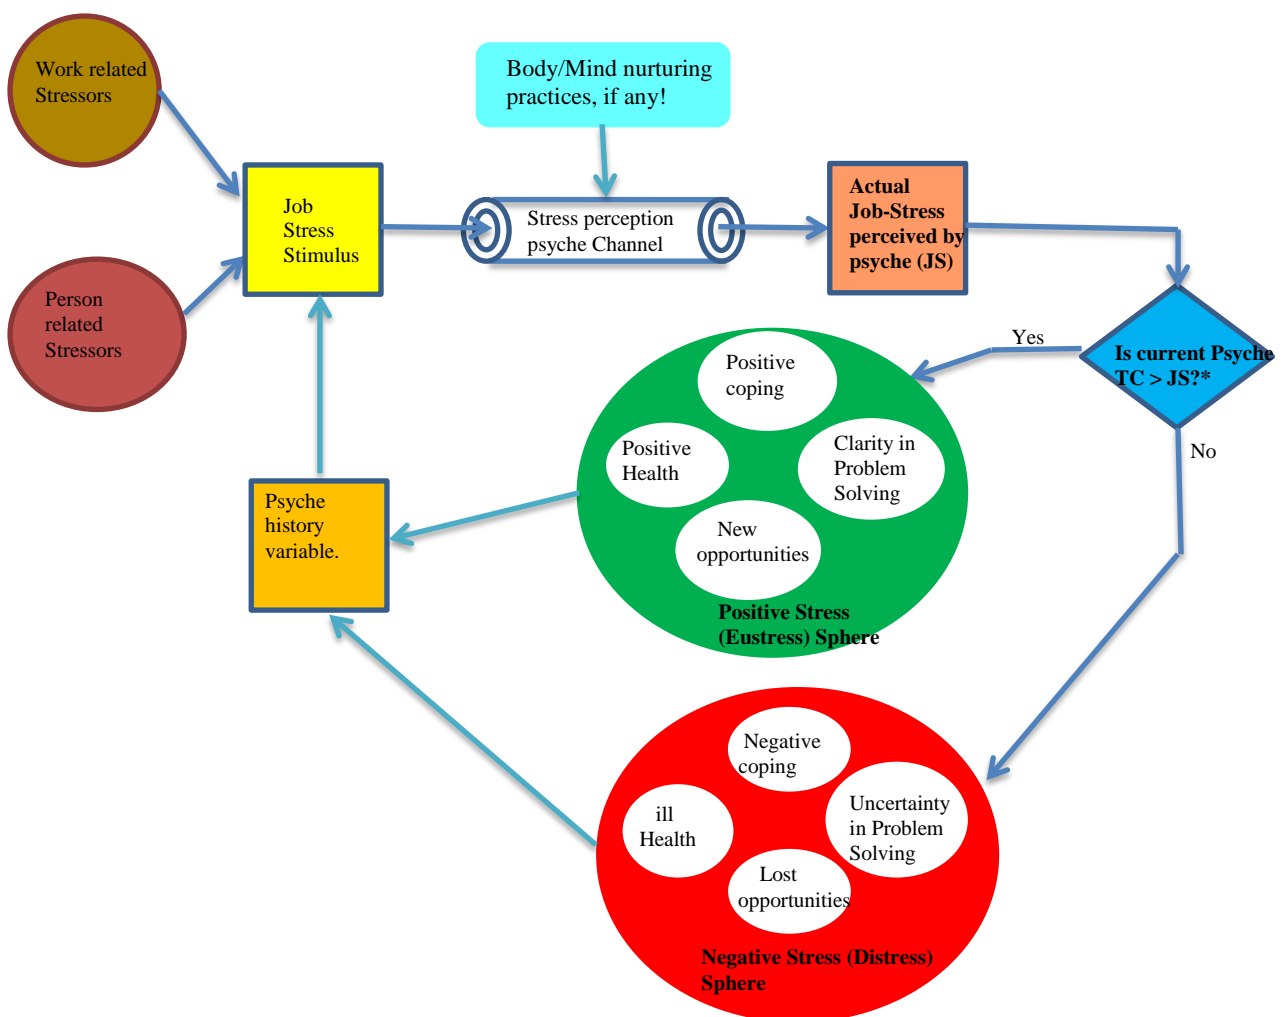 Work related
Stressors
Body/Mind nurturing
practices, if any!
Job
Stress
Stimulus
Stress perception
psyche Channel
Actual
Job-Stress
perceived by
psyche (JS)
Person
related
Stressors
Yes
Is current Psyche
TC > JS?*
No
Positive
coping
Positive
Health
Clarity in
Problem
Solving
New
opportunities
Positive Stress
(Eustress) Sphere
Psyche
history
variable.
Negative
coping
ill
Health
Uncertainty
in Problem
Solving
Lost
opportunities
Negative Stress (Distress)
Sphere